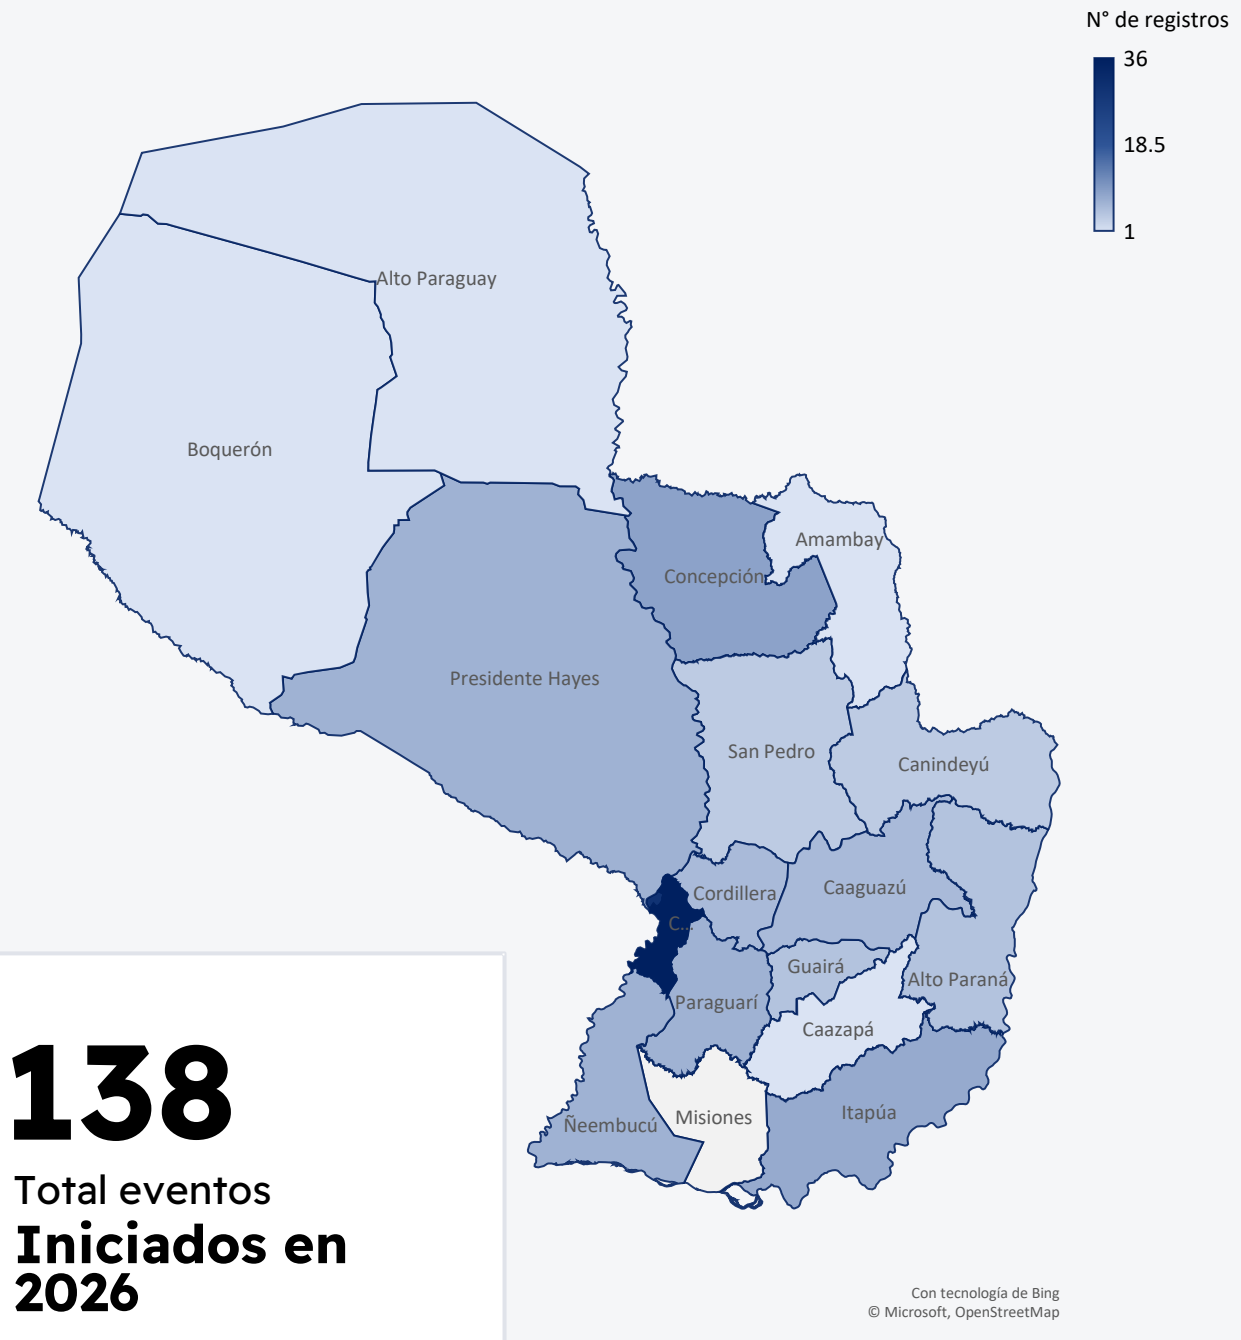 N° de registros
36
18.5
1
Alto Paraguay
Boquerón
Amambay
Concepción
Presidente Hayes
San Pedro
Canindeyú
Caaguazú
Cordillera
C...
Guairá
Alto Paraná
Paraguarí
Caazapá
Itapúa
Misiones
Ñeembucú
138
Total eventos
Iniciados en
2026
Con tecnología de Bing
© Microsoft, OpenStreetMap